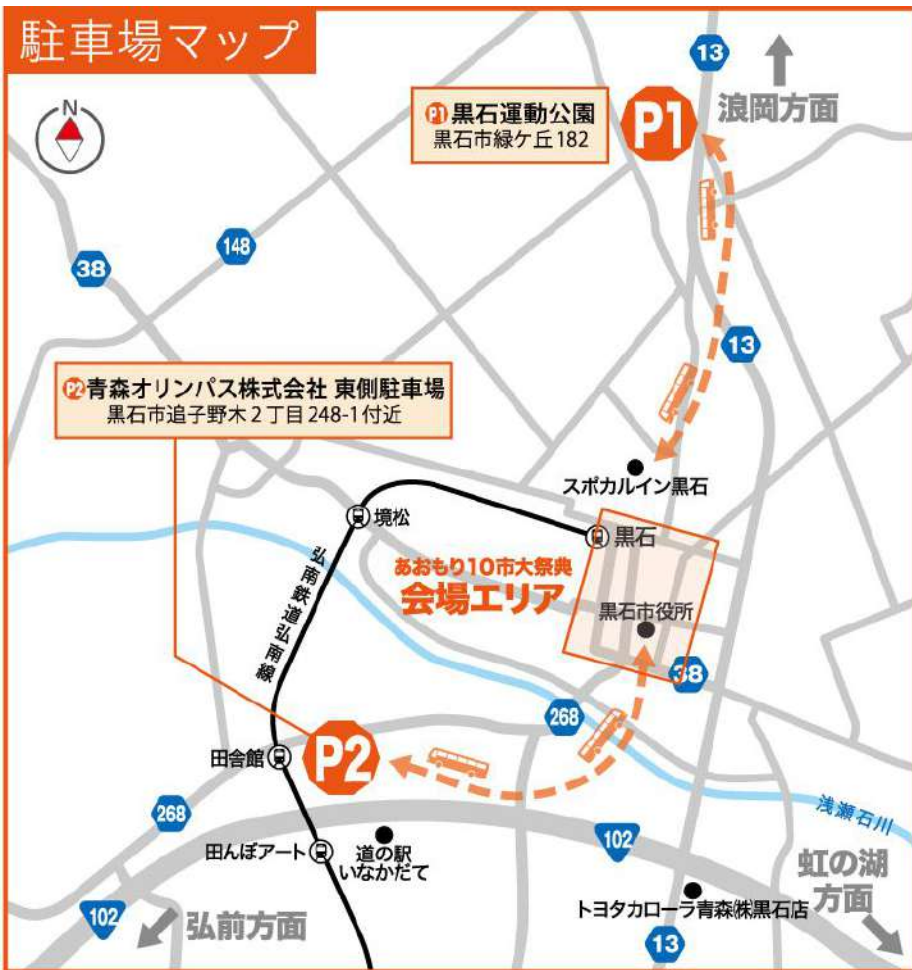 駐車場マップ
N
13
浪岡方面
P1黒石運動公園
黒石市緑ケ丘182
P1
148
38
13
P2青森オリンパス株式会社 東側駐車場
黒石市追子野木2丁目248-1付近
スポカルイン黒石
境松
黒石
弘南鉄道弘南線
あおもり10市大祭典
会場エリア
黒石市役所
38
268
田舎館
P2
268
浅瀬石川
102
田んぼアート
道の駅
いなかだて
虹の湖
方面
トヨタカローラ青森㈱黒石店
102
弘前方面
13